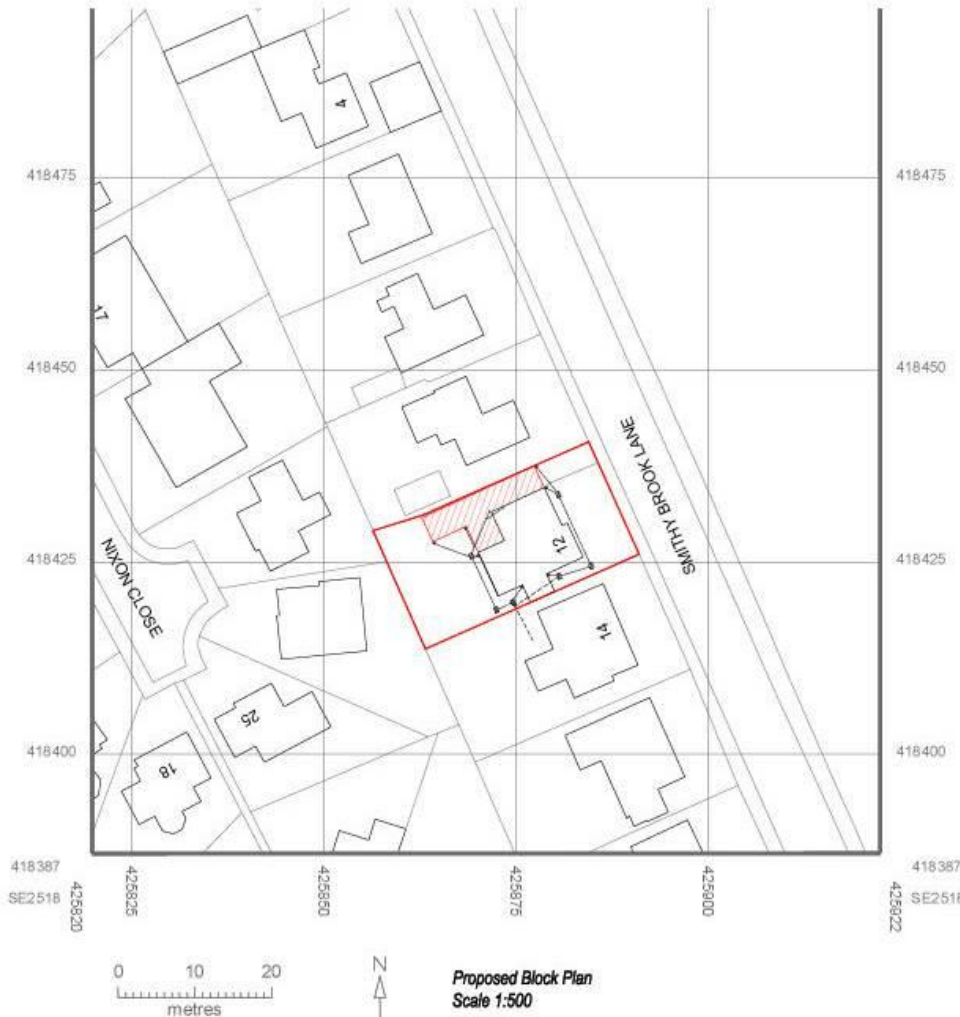 4
418475
418475
17
418450
418450
SMITHY BROOK LANE
12
418425
418425
NIXON CLOSE
14
25
418400
418400
18
418387
418387
SE2518
SE2518
425820
425825
425850
425875
425900
425922
0 10 20
metres
N
Proposed Block Plan
Scale 1:500